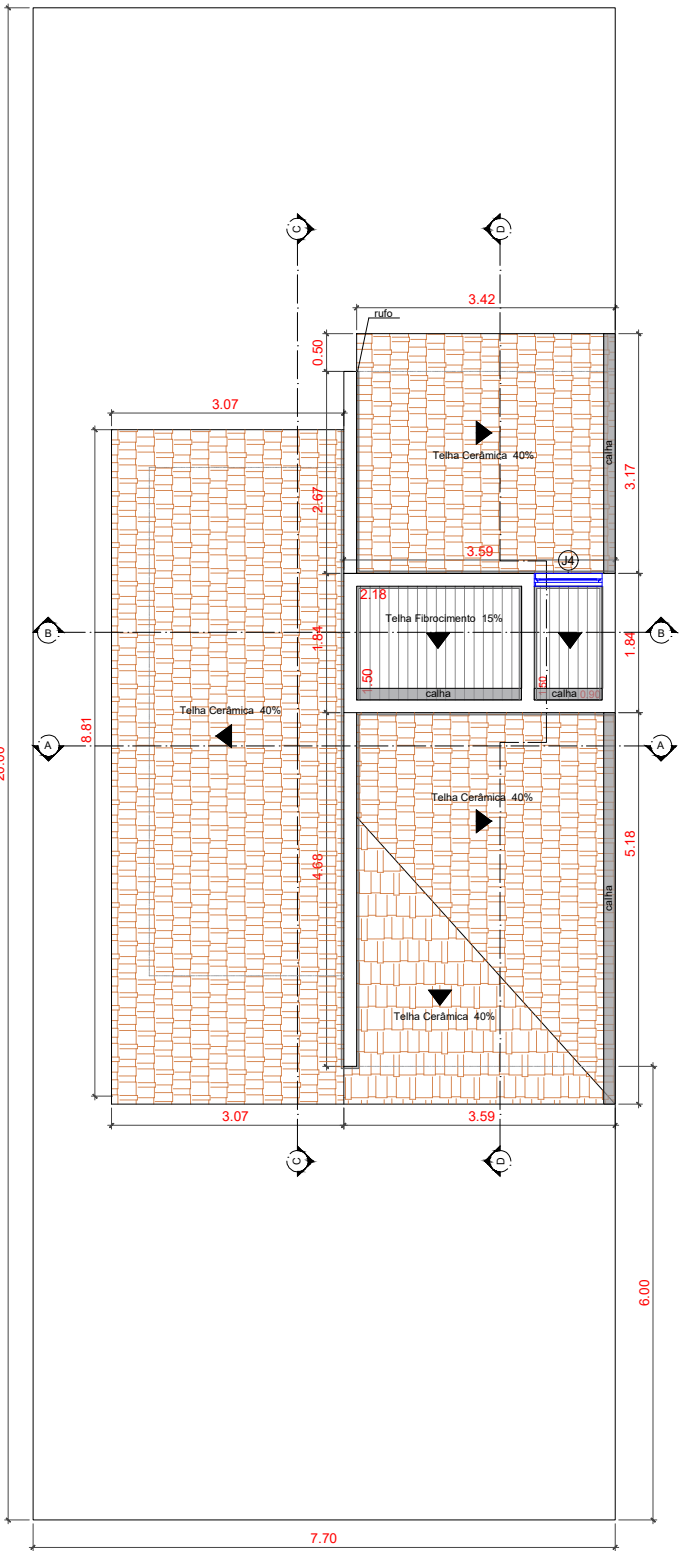 C
D
3.42
rufo
0.50
3.07
Telha Cerâmica 40%
calha
3.17
2.67
3.59
J4
2.18
Telha Fibrocimento 15%
B
B
1.84
1.84
1.50
1.50
calha
calha
0.90
Telha Cerâmica 40%
8.81
A
A
20.00
Telha Cerâmica 40%
4.68
5.18
calha
Telha Cerâmica 40%
3.07
3.59
C
D
6.00
7.70